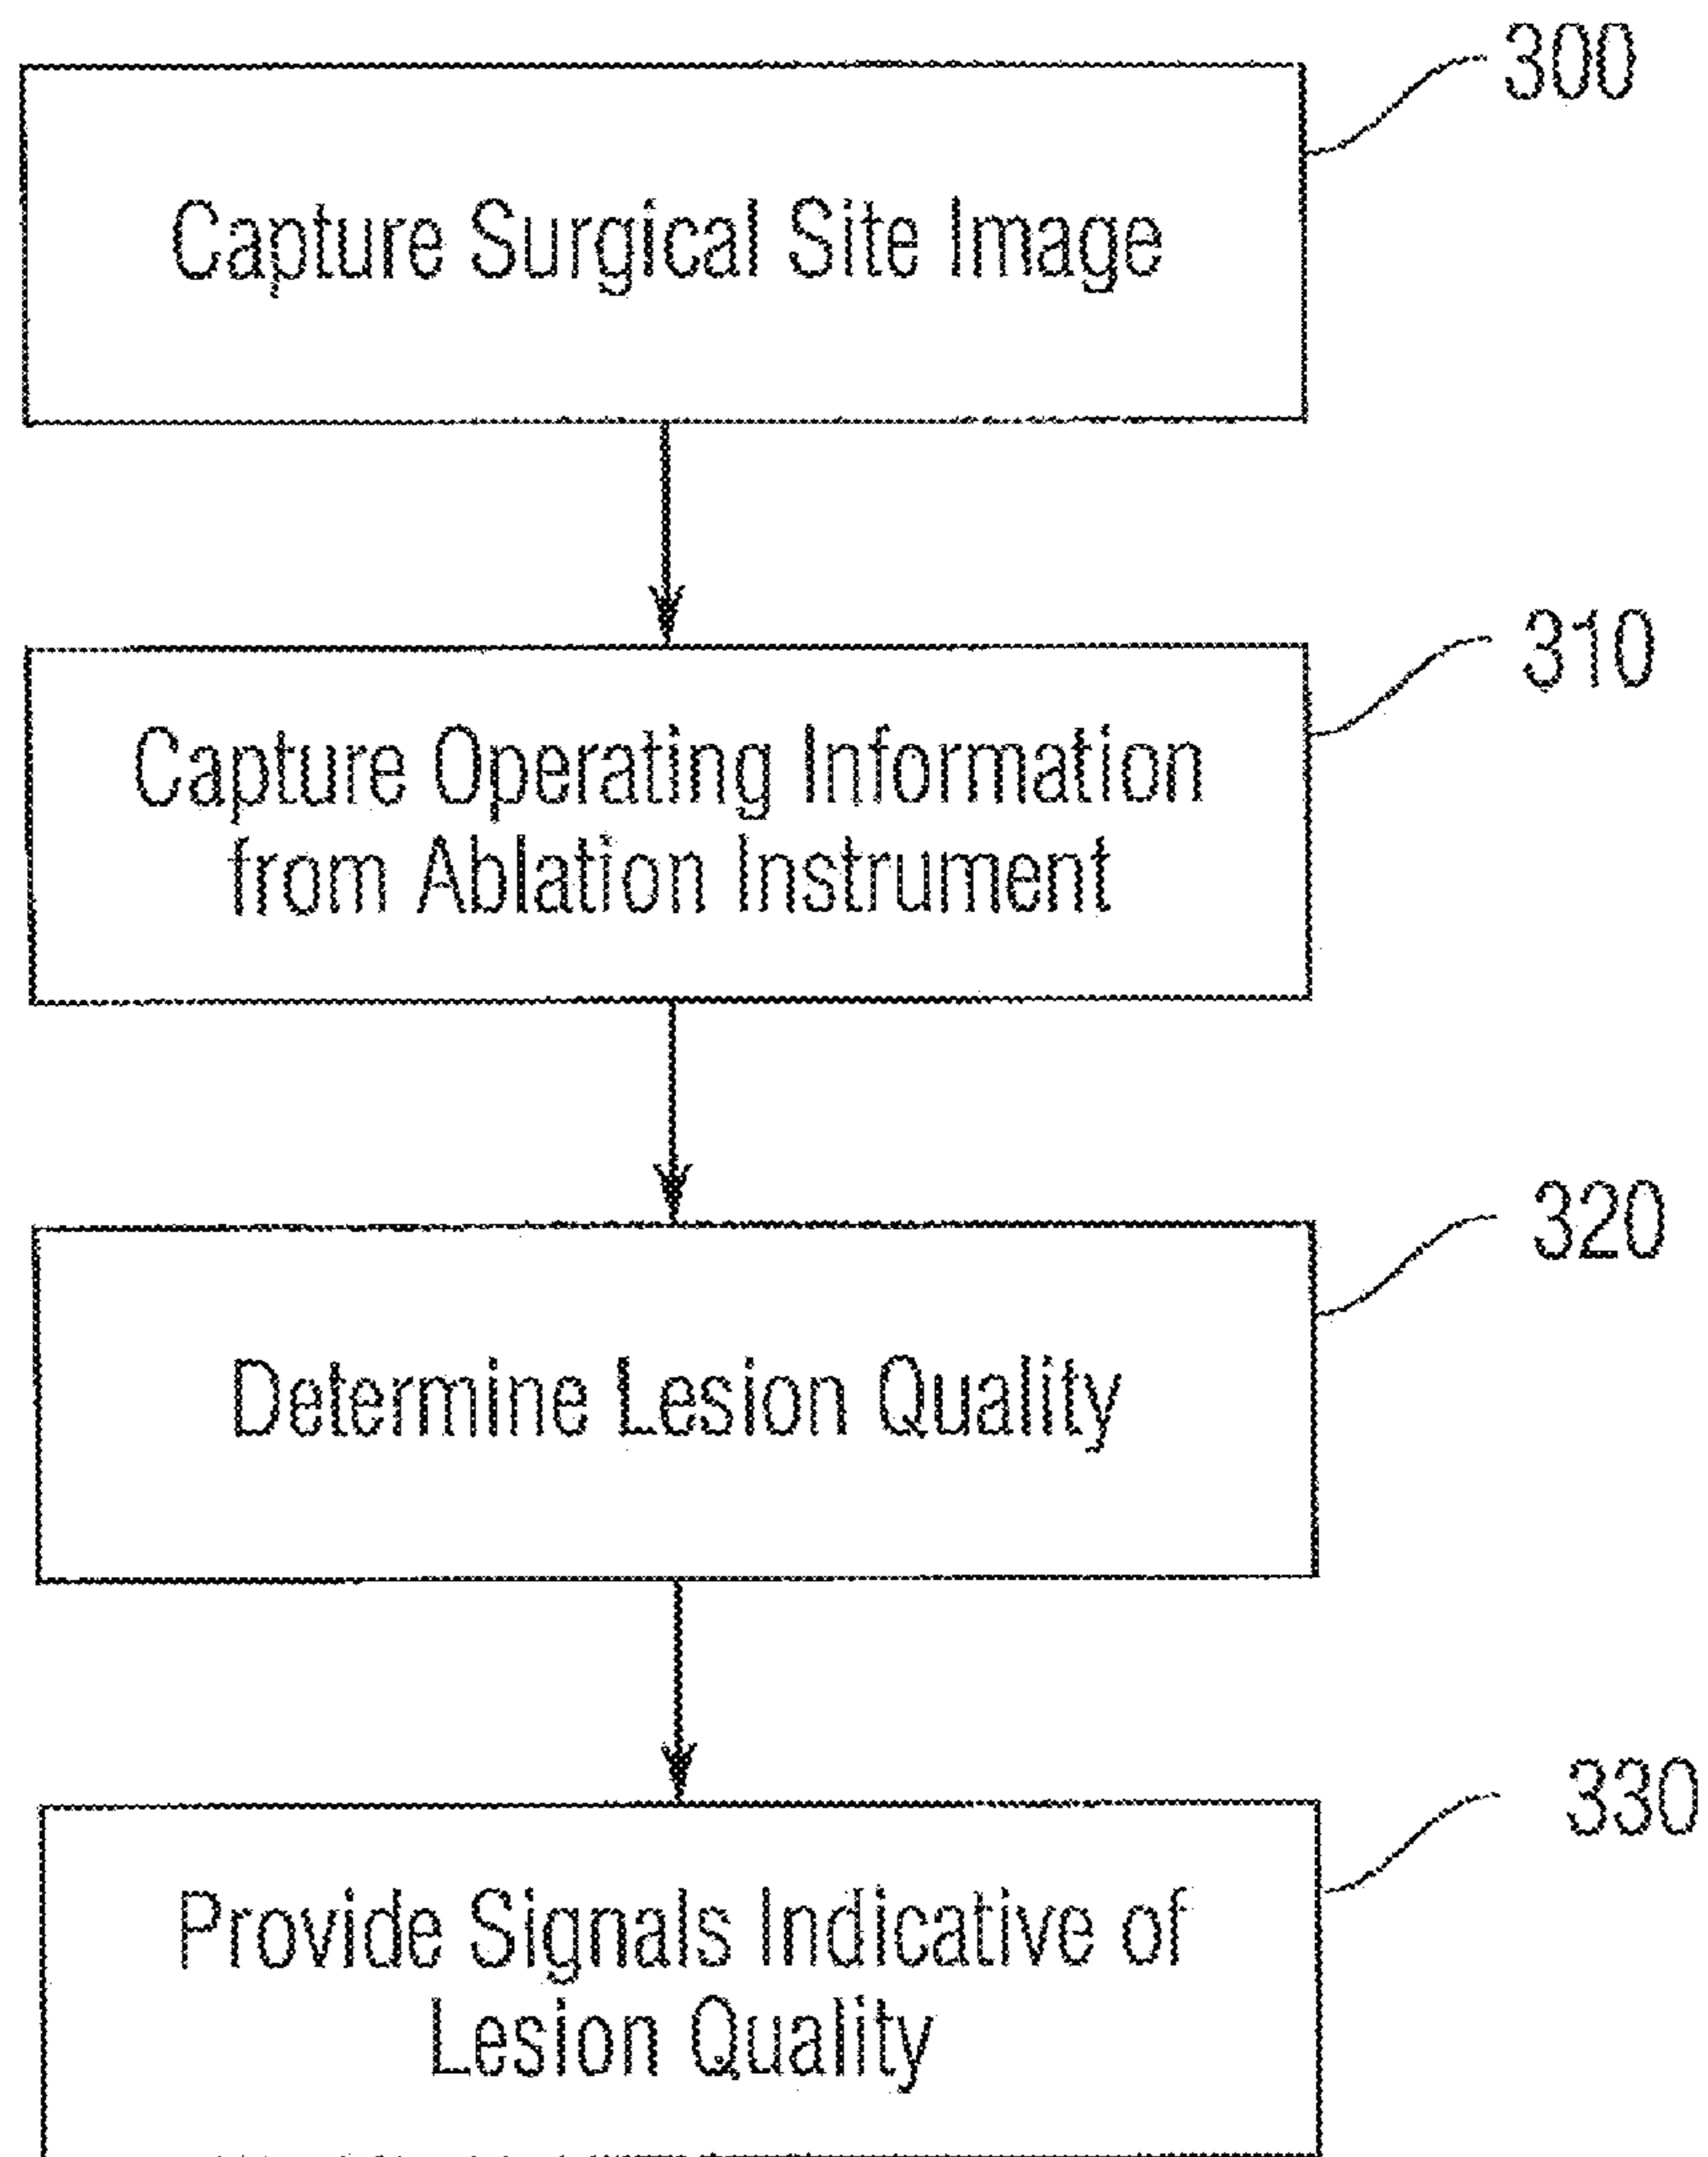 300
Capture Surgical Site Image
310
Capture Operating Information
from Ablation Instrument
320
Determine Lesion Quality
330
Provide Signals Indicative of
Lesion Quality